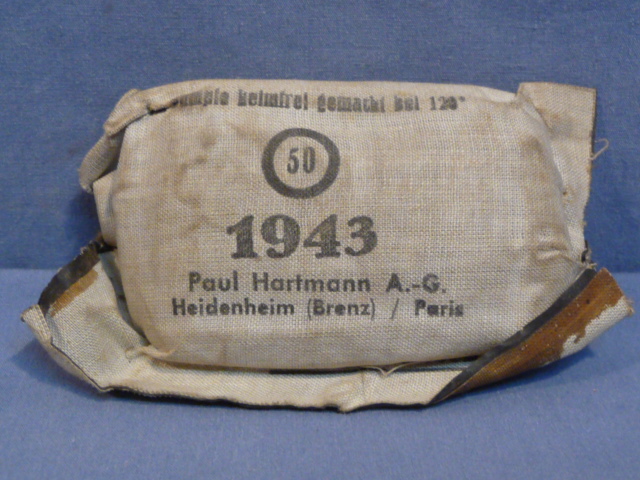 keimfrei gemacht bei 120°
50
1943
Paul Hartmann A.-G.
Heidenheim (Brenz) / Paris